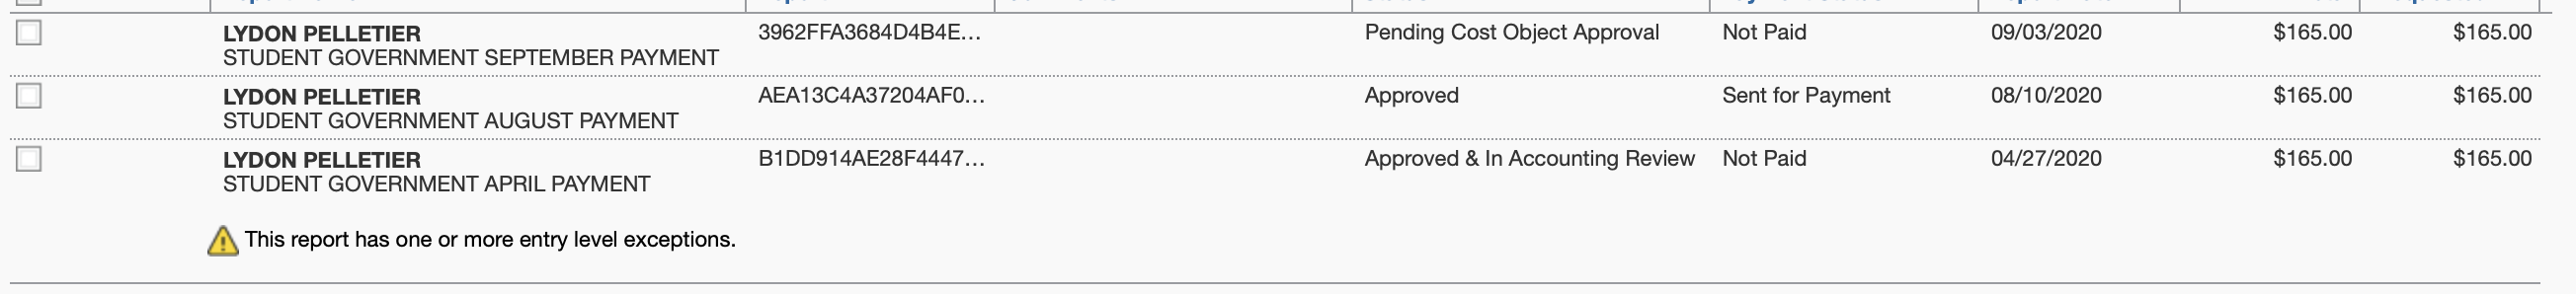 LYDON PELLETIER 3962FFA3684D4B4E... Pending Cost Object Approval Not Paid 09/03/2020 $165.00 $165.00
STUDENT GOVERNMENT SEPTEMBER PAYMENT
LYDON PELLETIER AEA13C4A37204AF0... Approved Sent for Payment 08/10/2020 $165.00 $165.00
STUDENT GOVERNMENT AUGUST PAYMENT
LYDON PELLETIER B1DD914AE28F4447... Approved & In Accounting Review Not Paid 04/27/2020 $165.00 $165.00
STUDENT GOVERNMENT APRIL PAYMENT
This report has one or more entry level exceptions.